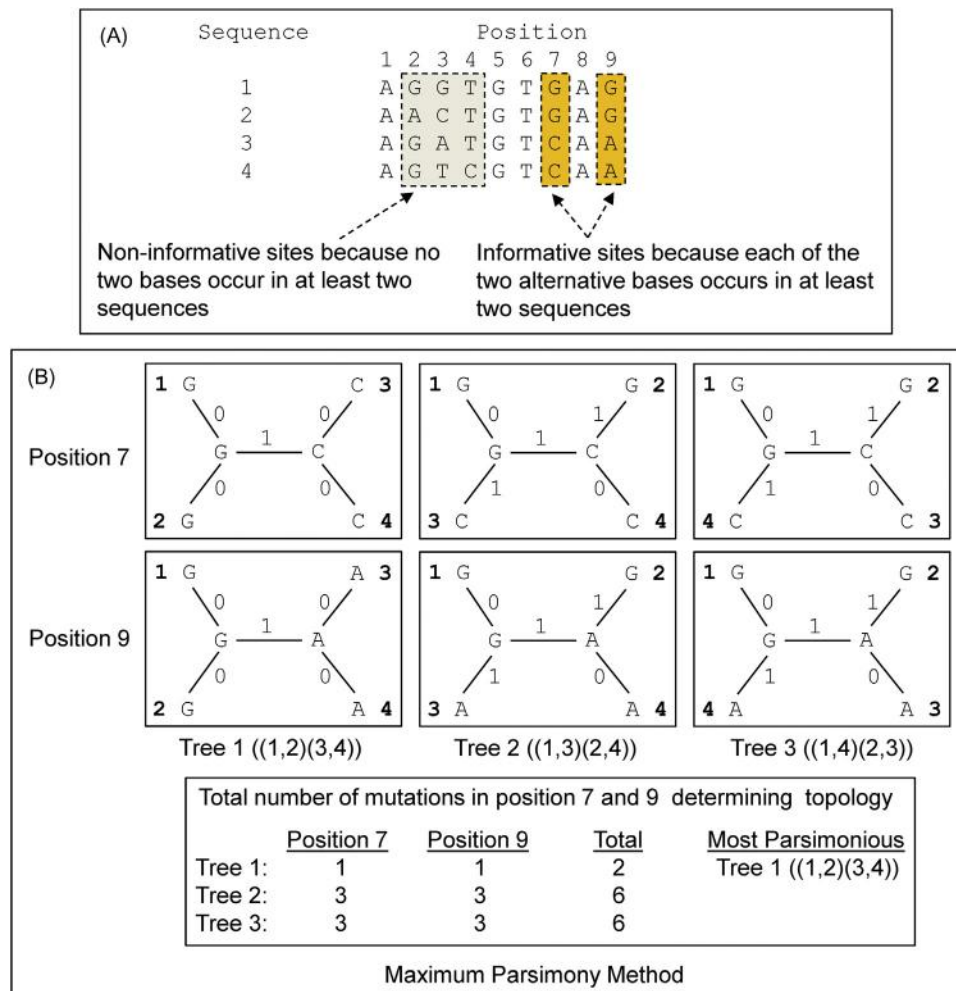 (A) Sequence Position
1 2 3 4 5 6 7 8 9
1 A G G T G T G A G
2 A A C T G T G A G
3 A G A T G T C A A
4 A G T C G T C A A
Non-informative sites because no
two bases occur in at least two
sequences
Informative sites because each of the
two alternative bases occurs in at least
two sequences
(B)
Position 7
1 G C 3
0 0
G 1 C
0 0
2 G C 4
1 G G 2
0 1
G 1 C
1 0
3 C C 4
1 G G 2
0 1
G 1 C
1 0
4 C C 3
Position 9
1 G A 3
0 0
G 1 A
0 0
2 G A 4
1 G G 2
0 1
G 1 A
1 0
3 A A 4
1 G G 2
0 1
G 1 A
1 0
4 A A 3
Tree 1 ((1,2)(3,4)) Tree 2 ((1,3)(2,4)) Tree 3 ((1,4)(2,3))
Total number of mutations in position 7 and 9 determining topology
Position 7 Position 9 Total Most Parsimonious
Tree 1: 1 1 2 Tree 1 ((1,2)(3,4))
Tree 2: 3 3 6
Tree 3: 3 3 6
Maximum Parsimony Method